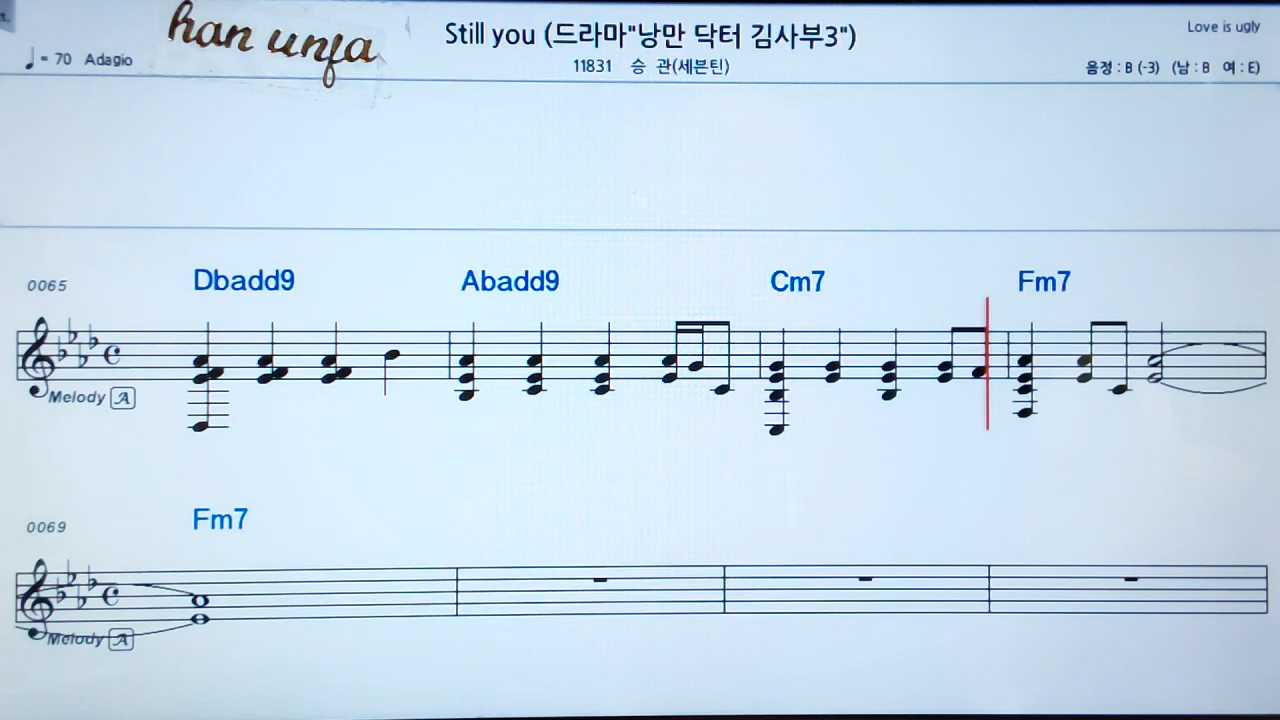 han unfa
Still you (드라마"낭만 닥터 김사부3")
Love is ugly
♩ = 70 Adagio
11831 승 관(세븐틴)
음정 : B (-3) (남 : B 여 : E)
0065
Dbadd9 Abadd9 Cm7 Fm7
Melody A
0069
Fm7
Melody A